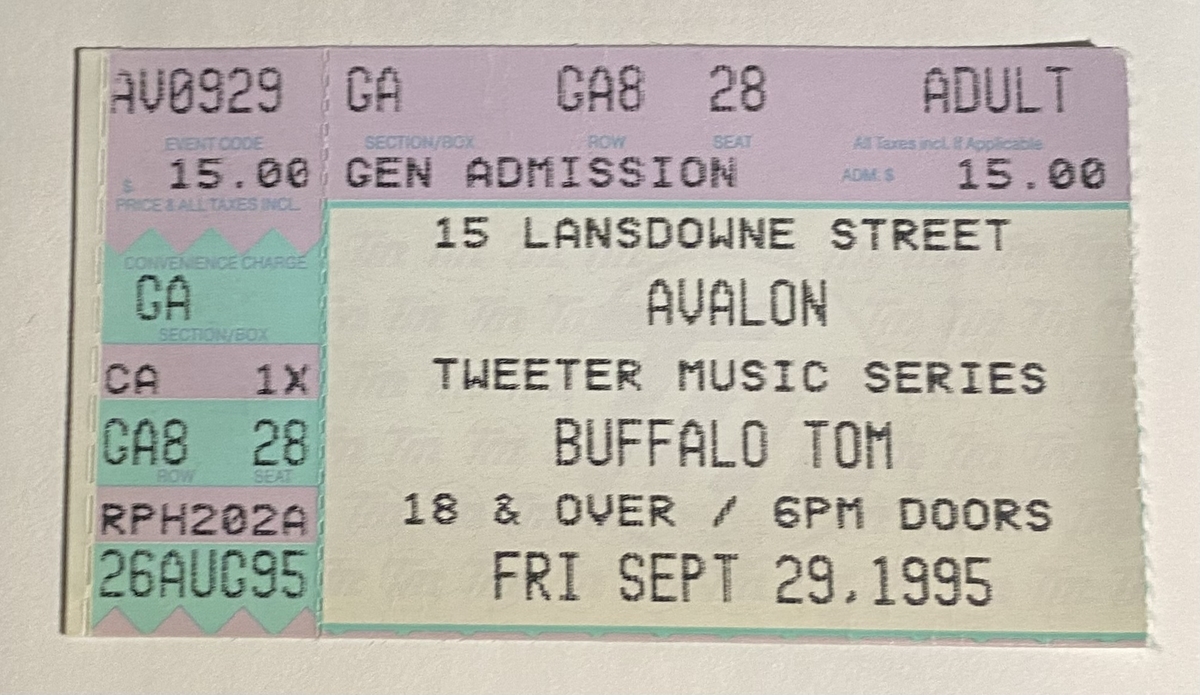 AV0929
EVENT CODE
$ 15.00
PRICE & ALL TAXES INCL.
CONVENIENCE CHARGE
GA
SECTION/BOX
CA 1X
GA8 28
ROW SEAT
RPH202A
26AUG95
GA GA8 28 ADULT
SECTION/BOX ROW SEAT All Taxes incl. If Applicable
GEN ADMISSION ADM. $ 15.00
15 LANSDOWNE STREET
AVALON
TWEETER MUSIC SERIES
BUFFALO TOM
18 & OVER / 6PM DOORS
FRI SEPT 29,1995